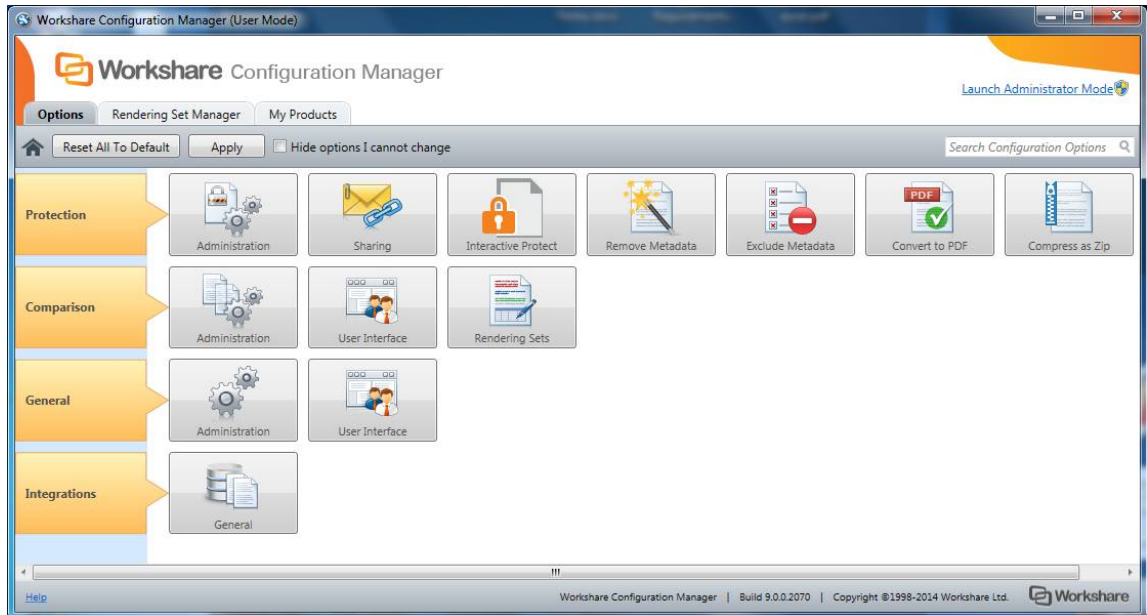 Workshare Configuration Manager (User Mode)
Workshare Configuration Manager
Launch Administrator Mode
Options Rendering Set Manager My Products
Reset All To Default Apply Hide options I cannot change Search Configuration Options
Protection
Administration Sharing Interactive Protect Remove Metadata Exclude Metadata Convert to PDF Compress as Zip
PDF
Comparison
Administration User Interface Rendering Sets
General
Administration User Interface
Integrations
General
Help Workshare Configuration Manager | Build 9.0.0.2070 | Copyright ©1998-2014 Workshare Ltd. Workshare